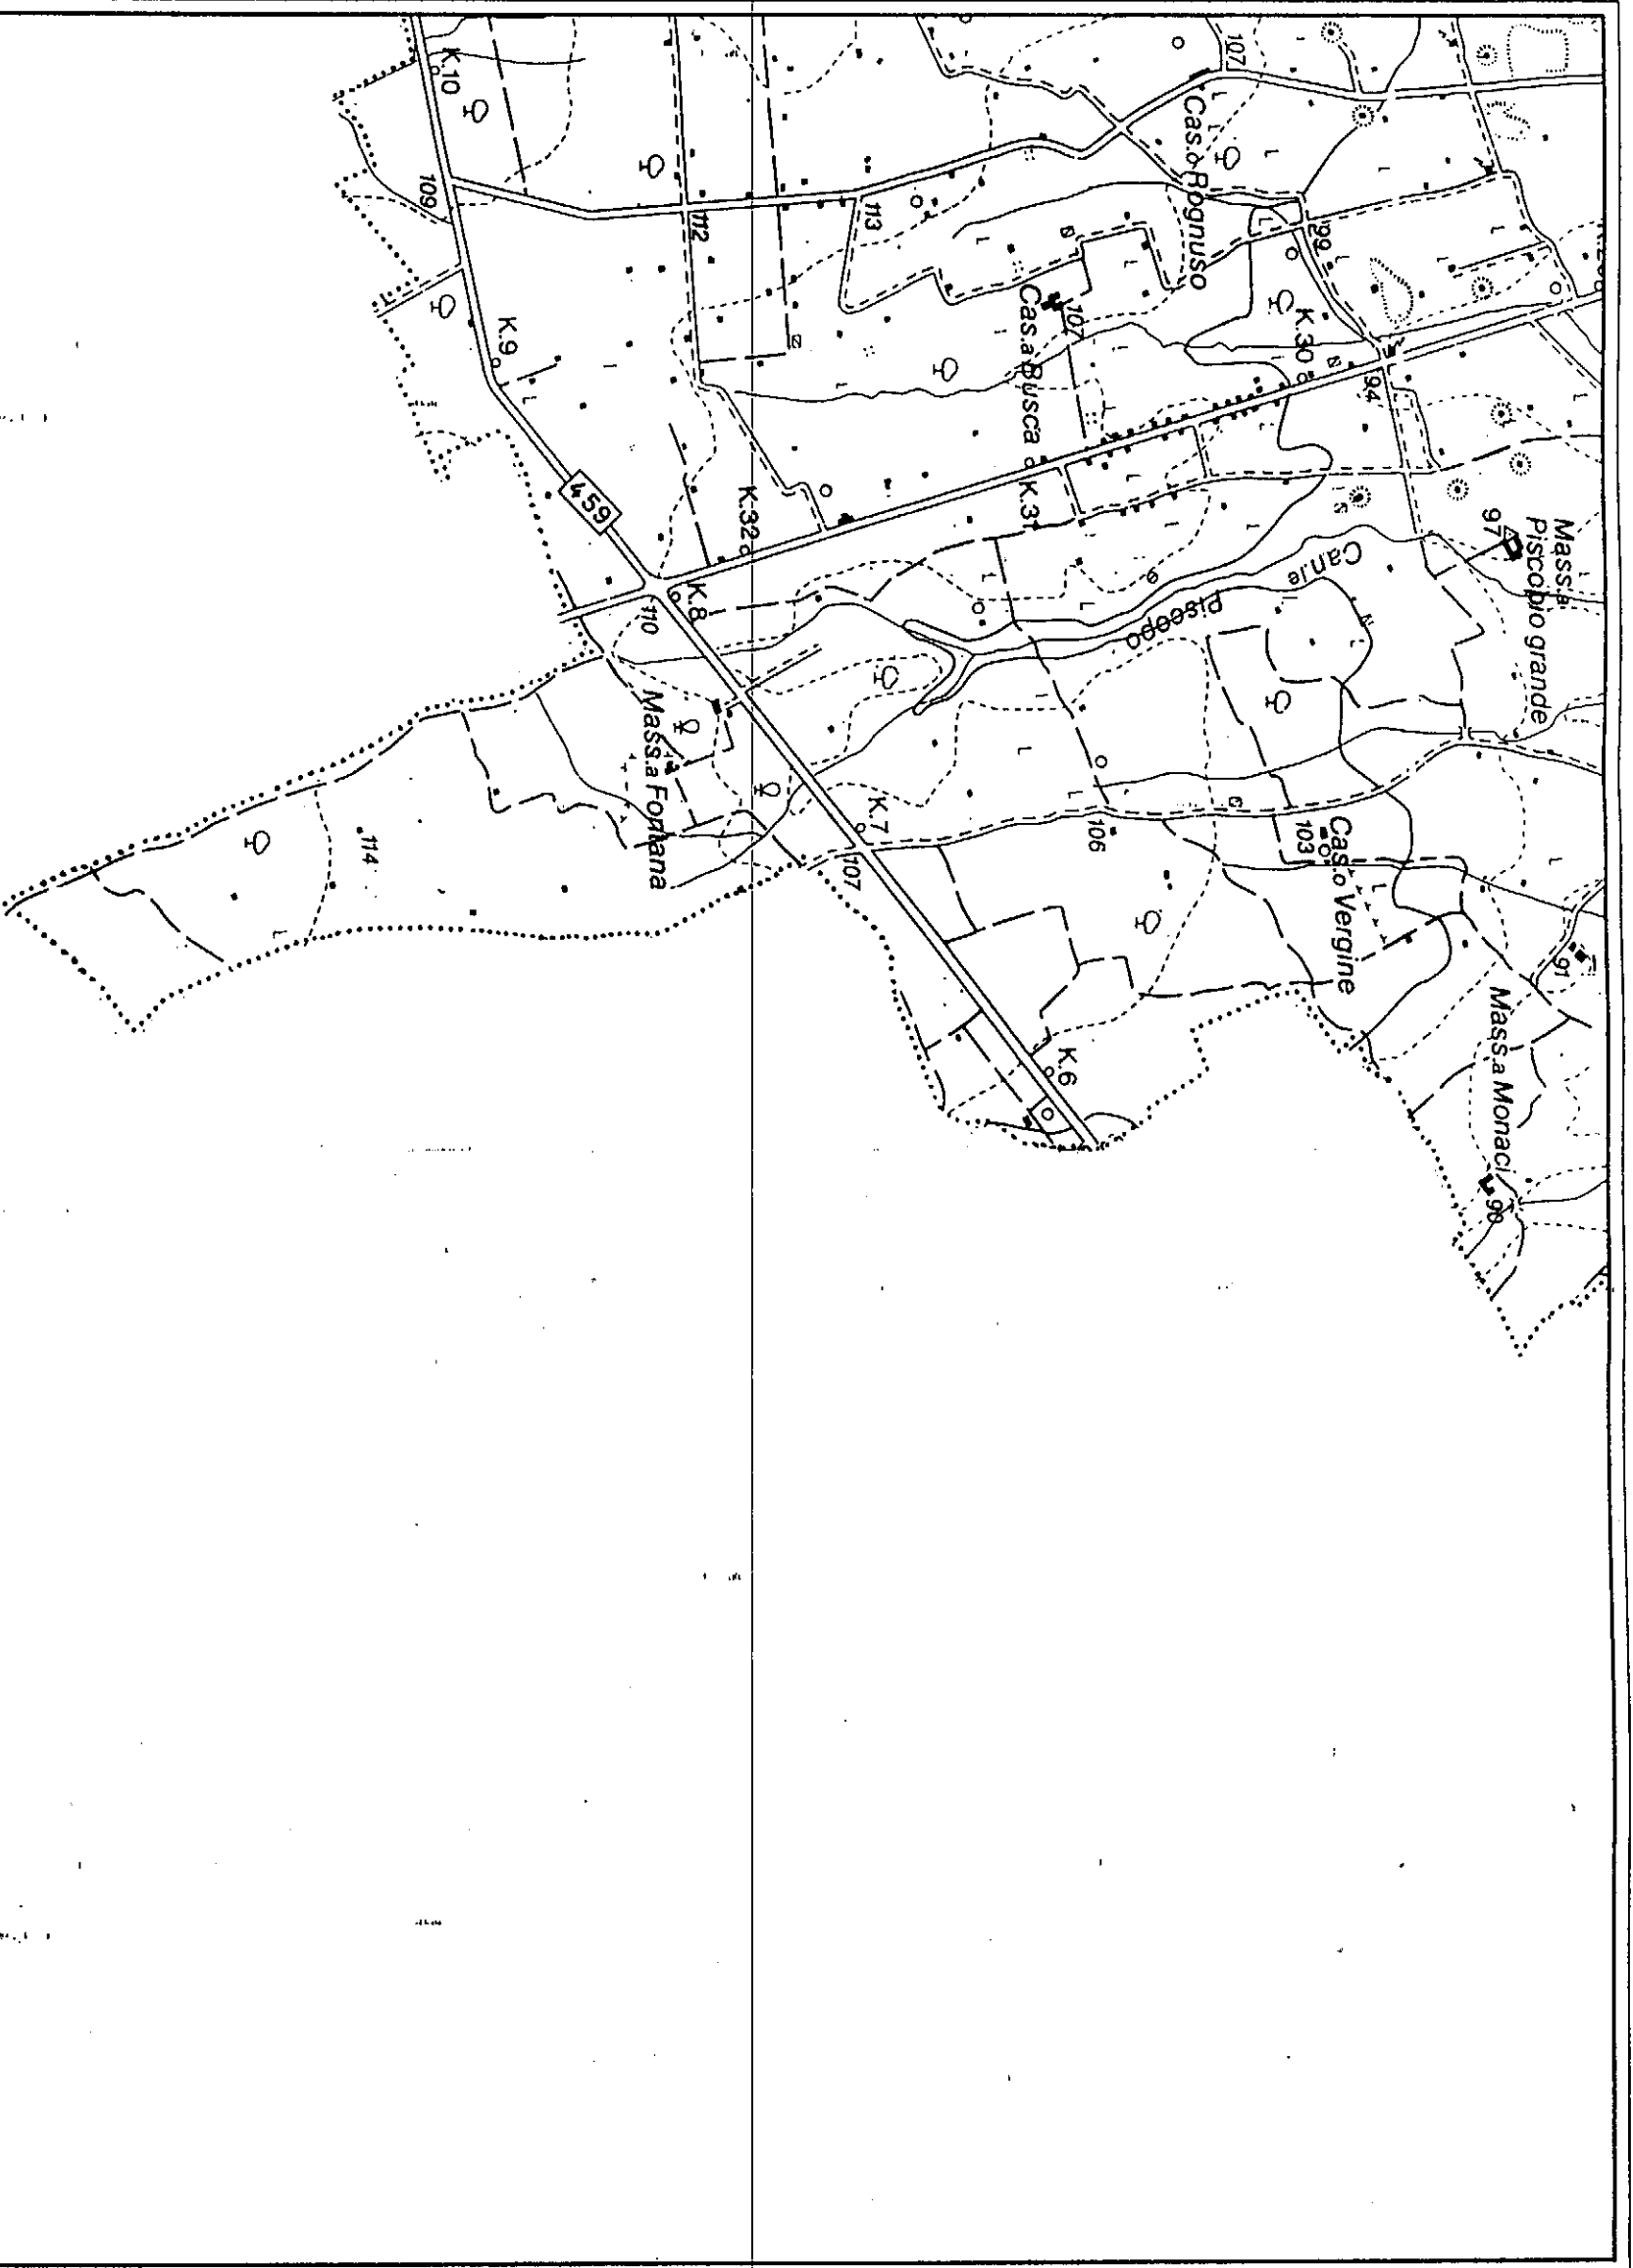 Mass.a
Piscopio grande
97
Mass.a Monaci
90
91
107
Cas.o Rognuso
99
K.30
94
Can.le
Piscopo
Cas.o Vergine
103
107
Cas.a Busca
K.31
106
K.6
113
K.7
107
112
K.32
K.8
110
Mass.a Fontana
459
K.9
K.10
109
114